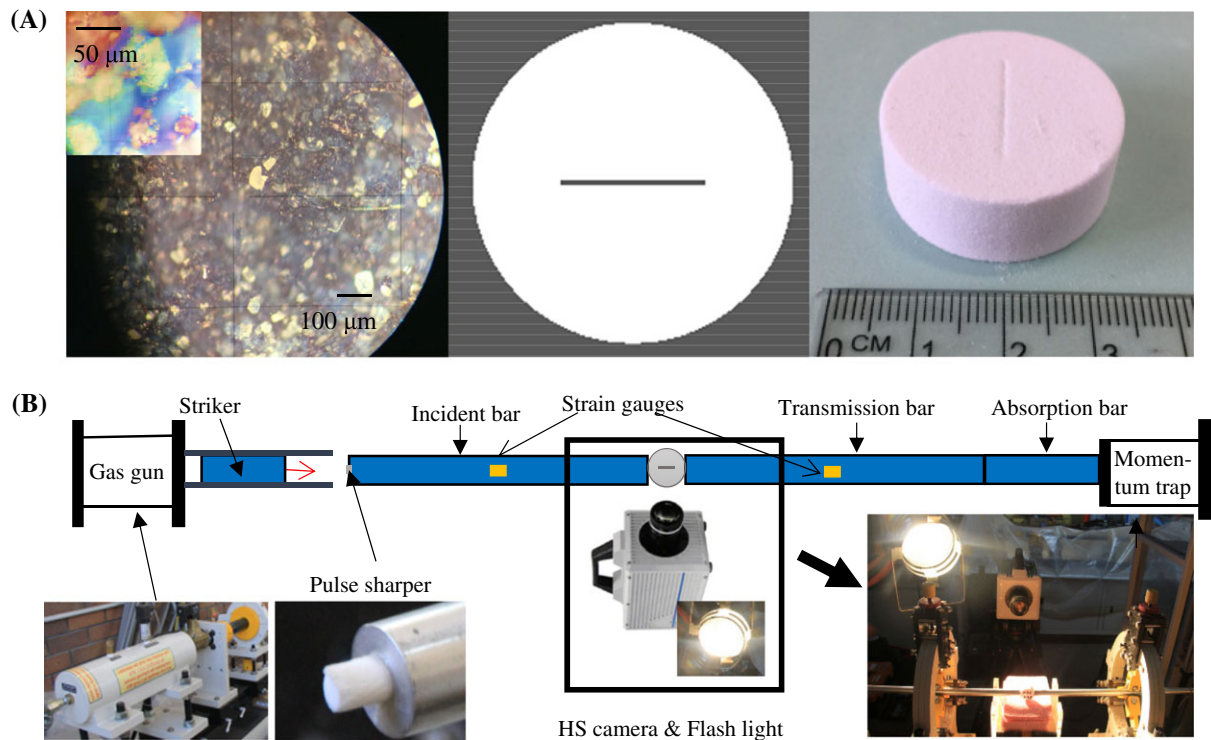 (A)
50 μm
100 μm
0 CM 1 2 3
(B)
Striker
Incident bar
Strain gauges
Transmission bar
Absorption bar
Gas gun
Momen-
tum trap
Pulse sharper
HS camera & Flash light